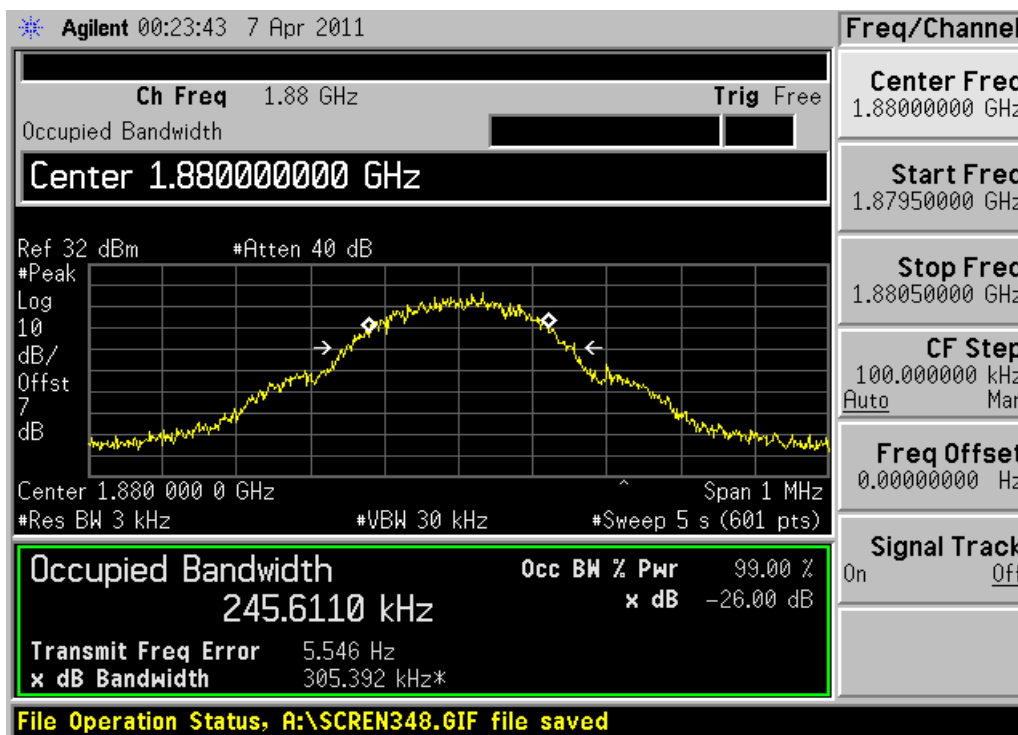 Agilent 00:23:43 7 Apr 2011
Ch Freq 1.88 GHz Trig Free
Occupied Bandwidth
Center 1.880000000 GHz
Ref 32 dBm #Atten 40 dB
#Peak
Log
10
dB/
Offst
7
dB
Center 1.880 000 0 GHz Span 1 MHz
#Res BW 3 kHz #VBW 30 kHz #Sweep 5 s (601 pts)
Occupied Bandwidth
245.6110 kHz
Occ BW % Pwr 99.00 %
x dB -26.00 dB
Transmit Freq Error 5.546 Hz
x dB Bandwidth 305.392 kHz*
File Operation Status, A:\SCREN348.GIF file saved
Freq/Channel
Center Freq
1.88000000 GHz
Start Freq
1.87950000 GHz
Stop Freq
1.88050000 GHz
CF Step
100.000000 kHz
Auto Man
Freq Offset
0.00000000 Hz
Signal Track
On Off